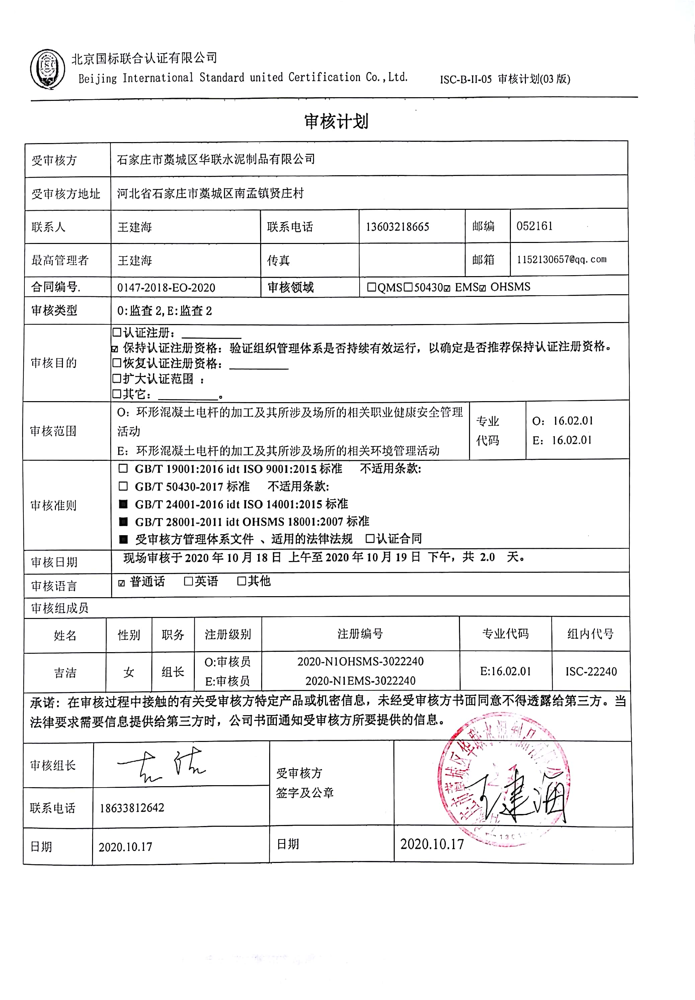 北京国标联合认证有限公司
Beijing International Standard united Certification Co.,Ltd. ISC-B-II-05 审核计划(03 版)
审核计划
受审核方 石家庄市藁城区华联水泥制品有限公司
受审核方地址 河北省石家庄市藁城区南孟镇贤庄村
联系人 王建海 联系电话 13603218665 邮编 052161
最高管理者 王建海 传真 邮箱 1152130657@qq.com
合同编号. 0147-2018-EO-2020 审核领域 □QMS□50430☑ EMS☑ OHSMS
审核类型 O:监查 2,E:监查 2
审核目的
□认证注册：
☑ 保持认证注册资格：验证组织管理体系是否持续有效运行，以确定是否推荐保持认证注册资格。
□恢复认证注册资格：
□扩大认证范围 ：
□其它： 。
审核范围
O：环形混凝土电杆的加工及其所涉及场所的相关职业健康安全管理
活动
E：环形混凝土电杆的加工及其所涉及场所的相关环境管理活动
专业
代码
O：16.02.01
E：16.02.01
审核准则
□ GB/T 19001:2016 idt ISO 9001:2015 标准 不适用条款:
□ GB/T 50430-2017 标准 不适用条款:
■ GB/T 24001-2016 idt ISO 14001:2015 标准
■ GB/T 28001-2011 idt OHSMS 18001:2007 标准
■ 受审核方管理体系文件 、适用的法律法规 □认证合同
审核日期 现场审核于 2020 年 10 月 18 日 上午至 2020 年 10 月 19 日 下午，共 2.0 天。
审核语言 ☑ 普通话 □英语 □其他
审核组成员
姓名 性别 职务 注册级别 注册编号 专业代码 组内代号
吉洁 女 组长
O:审核员
E:审核员
2020-N1OHSMS-3022240
2020-N1EMS-3022240
E:16.02.01 ISC-22240
承诺：在审核过程中接触的有关受审核方特定产品或机密信息，未经受审核方书面同意不得透露给第三方。当
法律要求需要信息提供给第三方时，公司书面通知受审核方所要提供的信息。
审核组长 吉洁
受审核方
签字及公章
王建海
联系电话 18633812642
日期 2020.10.17 日期 2020.10.17